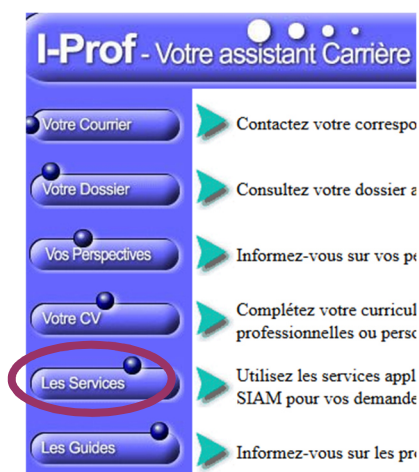 I-Prof - Votre assistant Carrière
Votre Courrier
Contactez votre correspo
Votre Dossier
Consultez votre dossier a
Vos Perspectives
Informez-vous sur vos pe
Votre CV
Complétez votre curricul
professionnelles ou perso
Les Services
Utilisez les services appl
SIAM pour vos demande
Les Guides
Informez-vous sur les pr